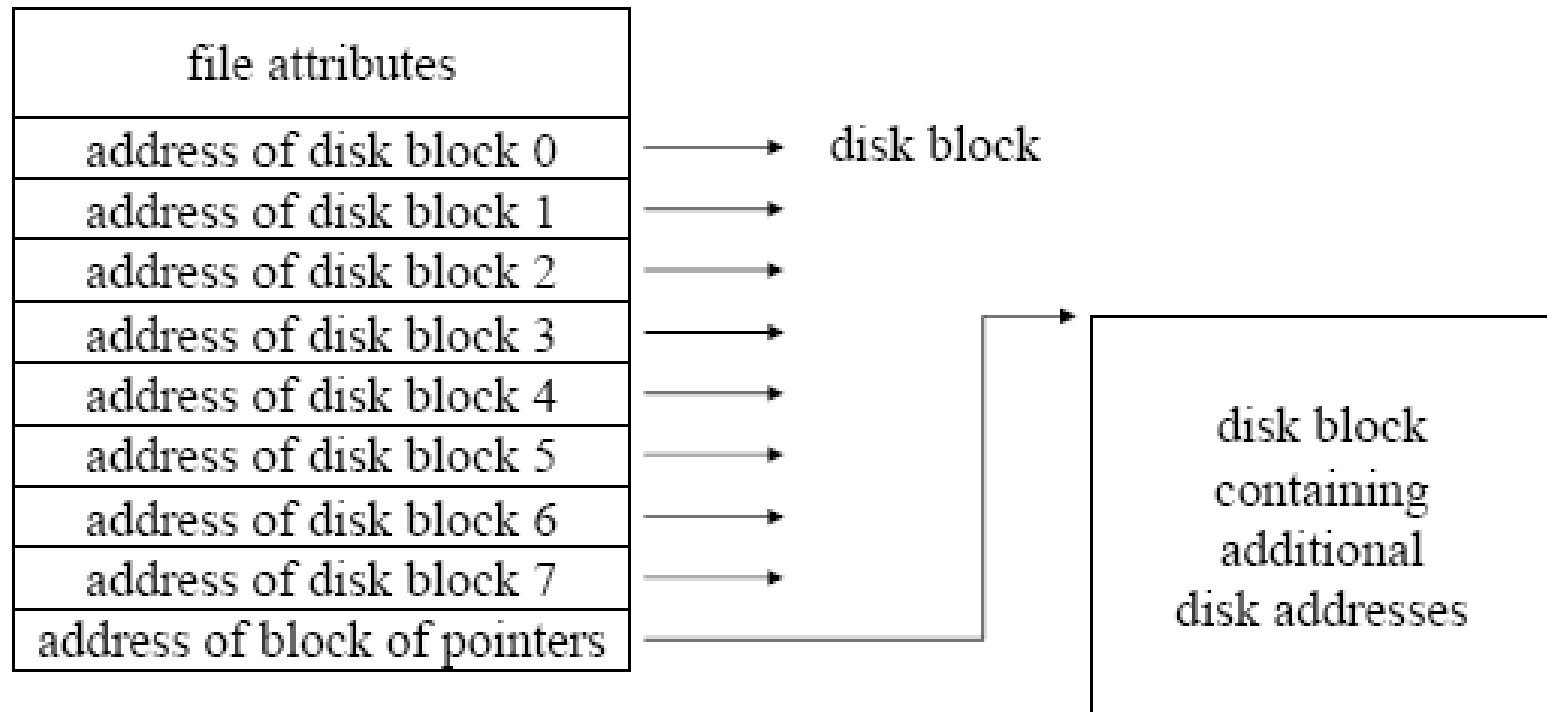 file attributes
address of disk block 0
disk block
address of disk block 1
address of disk block 2
address of disk block 3
address of disk block 4
address of disk block 5
address of disk block 6
address of disk block 7
address of block of pointers
disk block
containing
additional
disk addresses